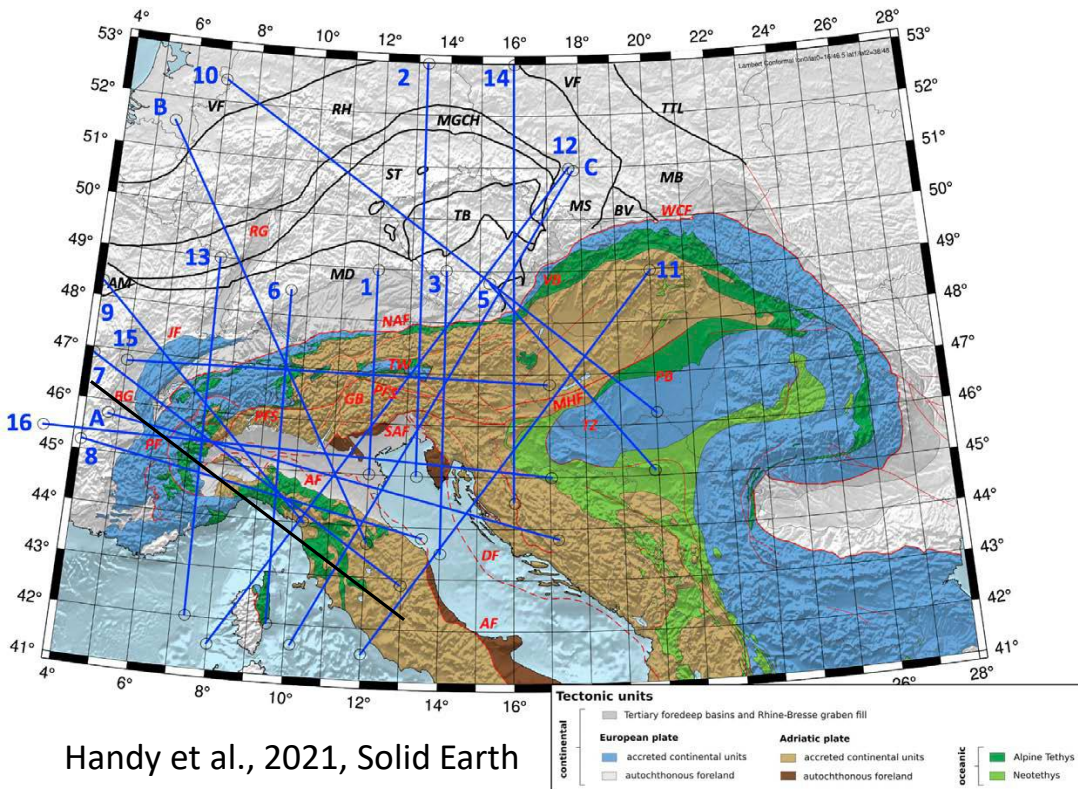 4° 6° 8° 10° 12° 14° 16° 18° 20° 22° 24° 26° 28°
53° 53°
2 14
10 VF VF TTL
52° 52°
B RH MGCH
51° 51°
12
C
50° ST TB MS BV MB WCF 50°
RG
49° 49°
13 6 MD 1 3 5 VB 11
AM
48° 48°
9 NAF
15 JF
47° TW PB 47°
7 PFS
46° BG GB MHF 46°
16 A PFS SAF TZ
45° PF 45°
8 AF
44° 44°
43° DF 43°
42° AF 42°
41° 41°
4° 6° 8° 10° 12° 14° 16° 26° 28°
Tectonic units
continental
Tertiary foredeep basins and Rhine-Bresse graben fill
European plate
accreted continental units
autochthonous foreland
Adriatic plate
accreted continental units
autochthonous foreland
oceanic
Alpine Tethys
Neotethys
Handy et al., 2021, Solid Earth